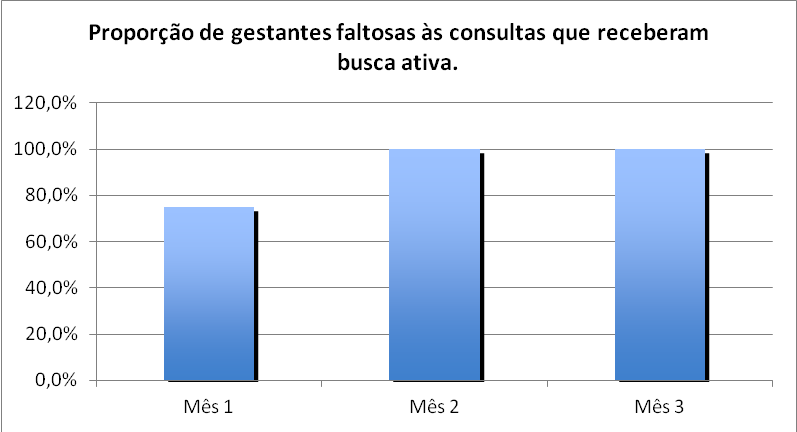 Proporção de gestantes faltosas às consultas que receberam
busca ativa.
120,0%
100,0%
80,0%
60,0%
40,0%
20,0%
0,0%
Mês 1
Mês 2
Mês 3